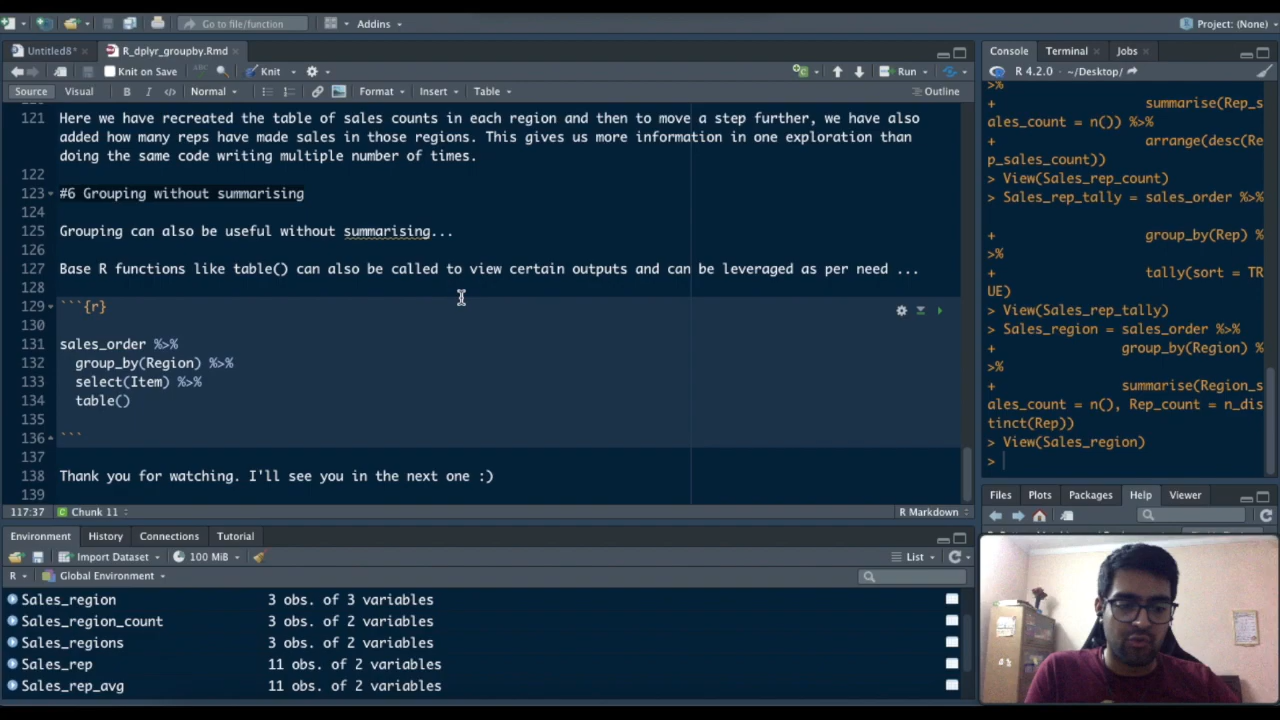 Go to file/function
Addins
Project: (None)
Untitled8*
R_dplyr_groupby.Rmd
Knit on Save
ABC
Knit
Run
Source
Visual
B
I
</>
Normal
Format
Insert
Table
Outline
121 Here we have recreated the table of sales counts in each region and then to move a step further, we have also
added how many reps have made sales in those regions. This gives us more information in one exploration than
doing the same code writing multiple number of times.
122
123 #6 Grouping without summarising
124
125 Grouping can also be useful without summarising...
126
127 Base R functions like table() can also be called to view certain outputs and can be leveraged as per need ...
128
129 ```{r}
130
131 sales_order %>%
132 group_by(Region) %>%
133 select(Item) %>%
134 table()
135
136 ```
137
138 Thank you for watching. I'll see you in the next one :)
139
117:37
Chunk 11
R Markdown
Console
Terminal
Jobs
R 4.2.0 · ~/Desktop/
>%
+ summarise(Rep_s
ales_count = n()) %>%
+ arrange(desc(Re
p_sales_count))
> View(Sales_rep_count)
> Sales_rep_tally = sales_order %>%
+ group_by(Rep) %
>%
+ tally(sort = TR
UE)
> View(Sales_rep_tally)
> Sales_region = sales_order %>%
+ group_by(Region) %
>%
+ summarise(Region_s
ales_count = n(), Rep_count = n_dis
tinct(Rep))
> View(Sales_region)
>
Files
Plots
Packages
Help
Viewer
Environment
History
Connections
Tutorial
Import Dataset
100 MiB
List
R
Global Environment
Sales_region 3 obs. of 3 variables
Sales_region_count 3 obs. of 2 variables
Sales_regions 3 obs. of 2 variables
Sales_rep 11 obs. of 2 variables
Sales_rep_avg 11 obs. of 2 variables